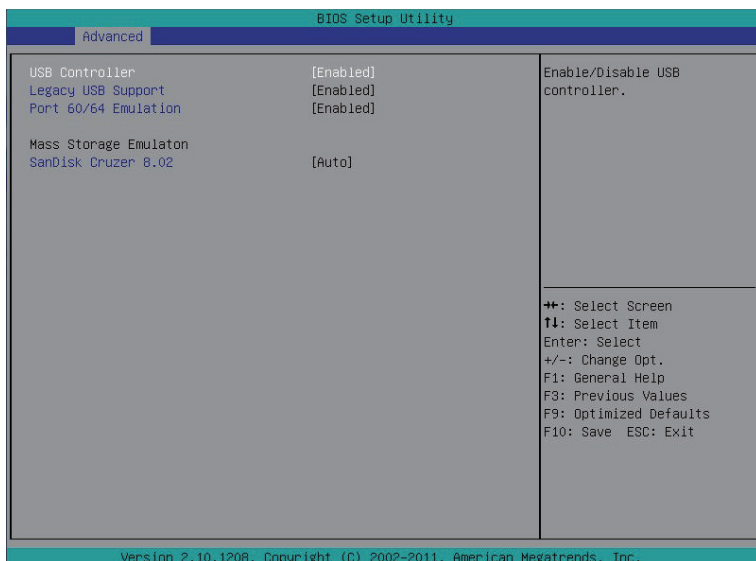 BIOS Setup Utility
Advanced
USB Controller [Enabled]
Legacy USB Support [Enabled]
Port 60/64 Emulation [Enabled]
Mass Storage Emulaton
SanDisk Cruzer 8.02 [Auto]
Enable/Disable USB
controller.
→←: Select Screen
↑↓: Select Item
Enter: Select
+/-: Change Opt.
F1: General Help
F3: Previous Values
F9: Optimized Defaults
F10: Save ESC: Exit
Version 2.10.1208. Copyright (C) 2002-2011, American Megatrends, Inc.